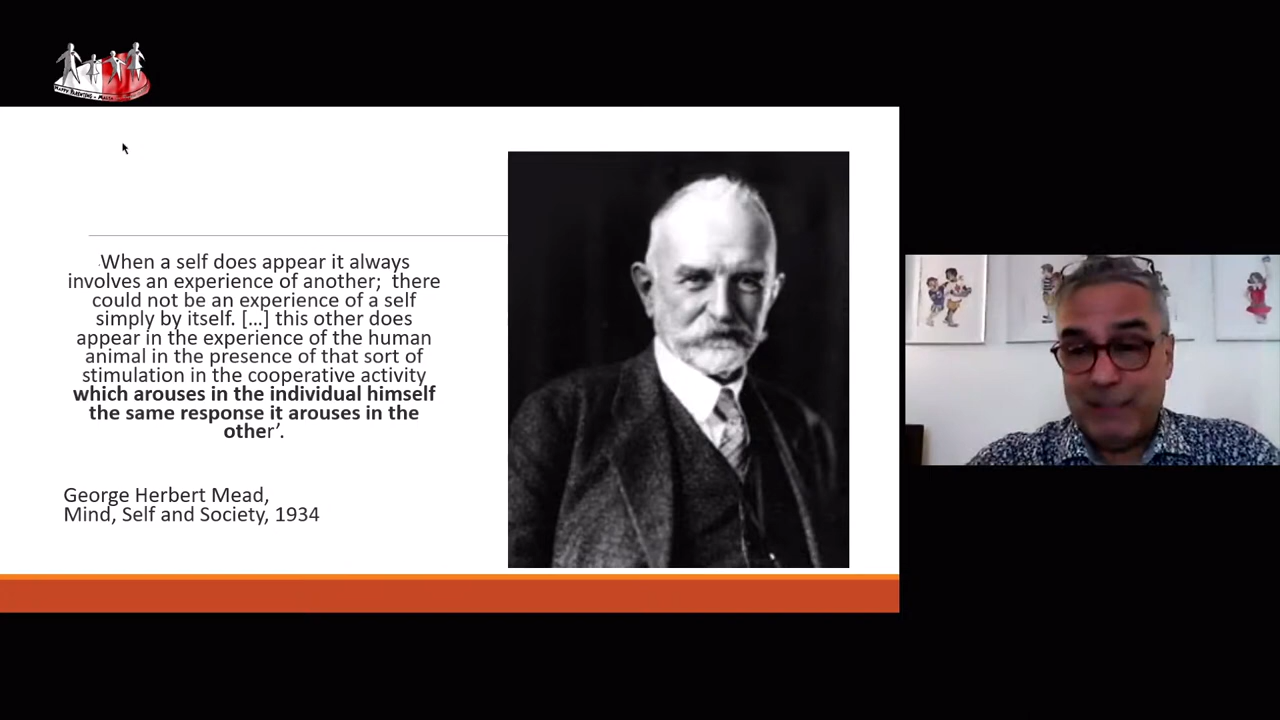 HAPPY PARENTING - MALTA
When a self does appear it always
involves an experience of another;  there
could not be an experience of a self
simply by itself. […] this other does
appear in the experience of the human
animal in the presence of that sort of
stimulation in the cooperative activity
which arouses in the individual himself
the same response it arouses in the
other’.
George Herbert Mead,
Mind, Self and Society, 1934